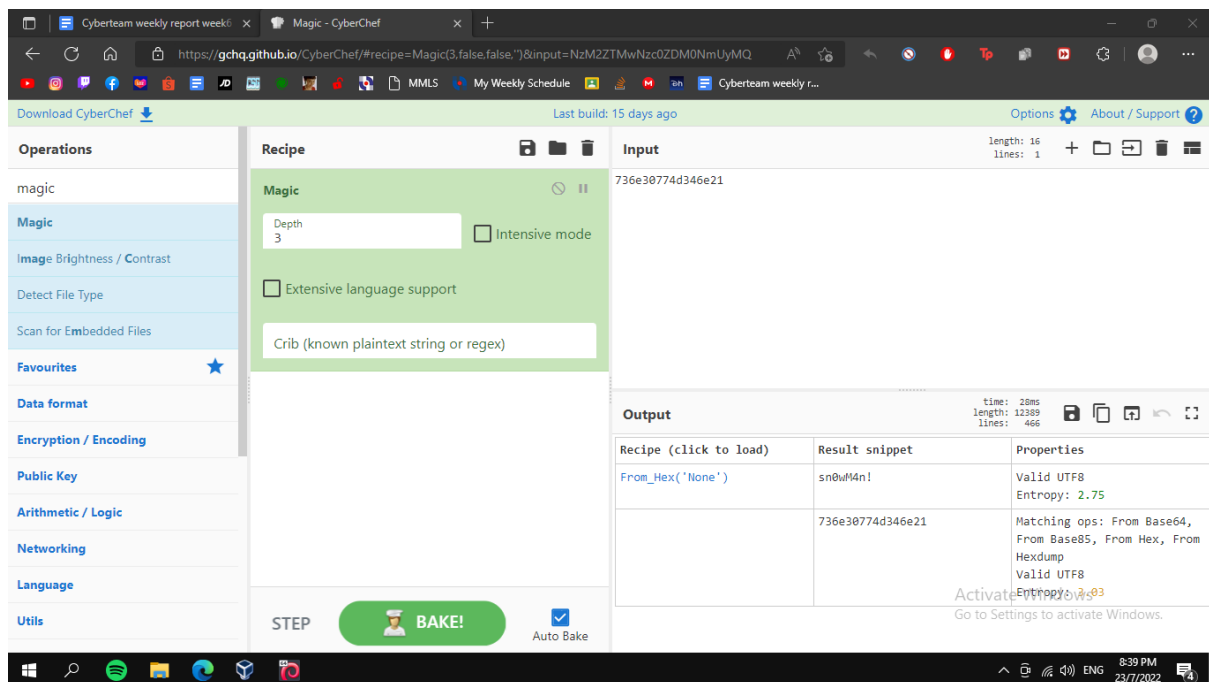 Cyberteam weekly report week6
Magic - CyberChef
https://gchq.github.io/CyberChef/#recipe=Magic(3,false,false,'')&input=NzM2ZTMwNzc0ZDM0NmUyMQ
MMLS
My Weekly Schedule
Cyberteam weekly r...
Download CyberChef
Last build: 15 days ago
Options
About / Support
Operations
Recipe
Input
length: 16
lines: 1
magic
Magic
Image Brightness / Contrast
Detect File Type
Scan for Embedded Files
Favourites
Data format
Encryption / Encoding
Public Key
Arithmetic / Logic
Networking
Language
Utils
Magic
Depth
3
Intensive mode
Extensive language support
Crib (known plaintext string or regex)
STEP
BAKE!
Auto Bake
736e30774d346e21
Output
time: 28ms
length: 12389
lines: 466
Recipe (click to load)
Result snippet
Properties
From_Hex('None')
sn0wM4n!
Valid UTF8
Entropy: 2.75
736e30774d346e21
Matching ops: From Base64,
From Base85, From Hex, From
Hexdump
Valid UTF8
Entropy: 3.03
Activate Windows
Go to Settings to activate Windows.
ENG
8:39 PM
23/7/2022
4